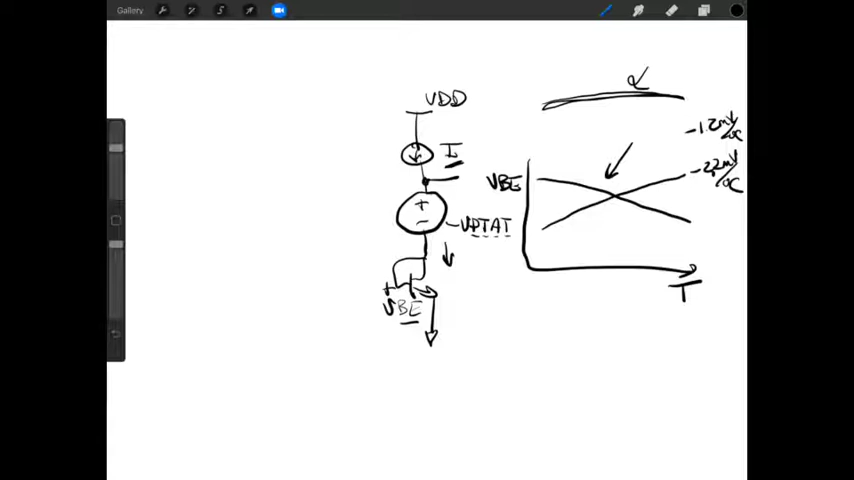 Gallery
VDD
I
VPTAT
VBE
VBE
α
-1.2mV/°C
-2.2mV/°C
T